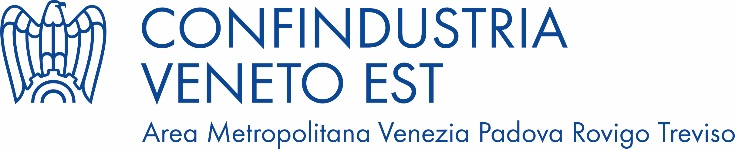 CONFINDUSTRIA
VENETO EST
Area Metropolitana Venezia Padova Rovigo Treviso